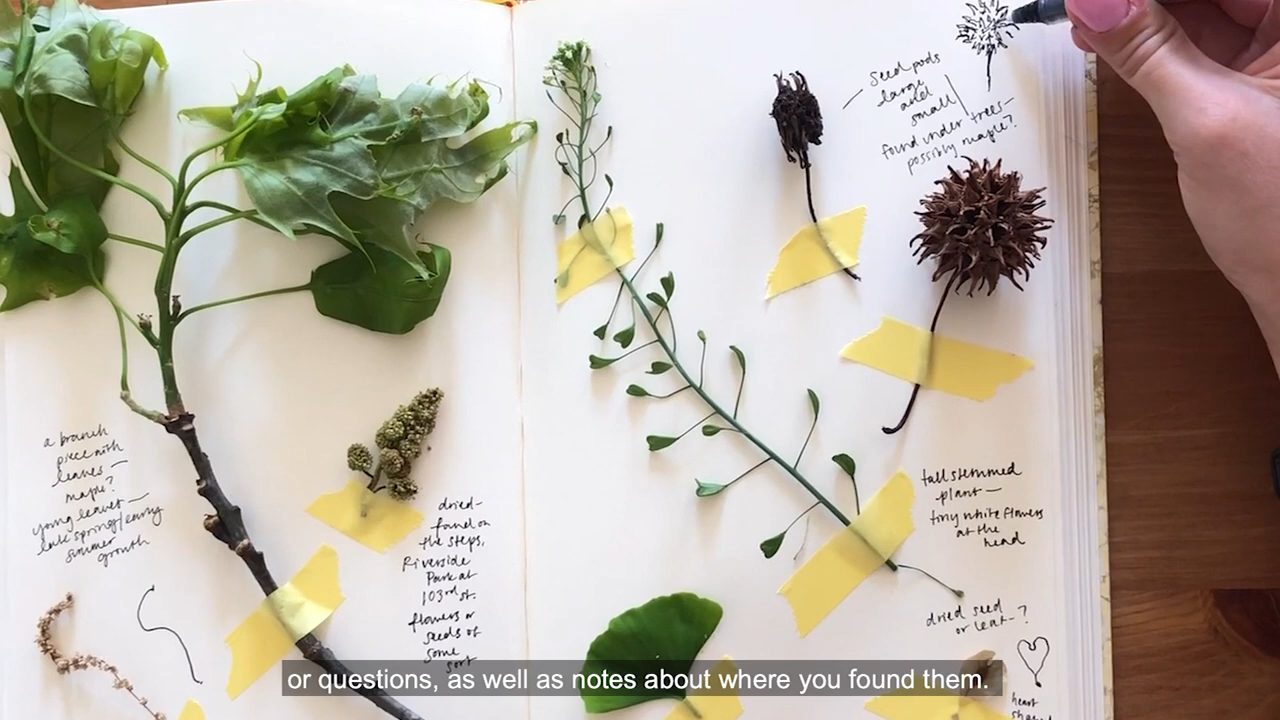 a branch
piece with
leaves —
maple?
young leaves —
late spring/early
summer
growth
dried —
found on
the steps,
Riverside
Park at
103rd st.
flowers or
seeds of
some
sort
Seed pods
large
and
small
found under trees —
possibly maple?
tall stemmed
plant —
tiny white flowers
at the
head
dried seed
or leaf - ?
heart
shaped
or questions, as well as notes about where you found them.